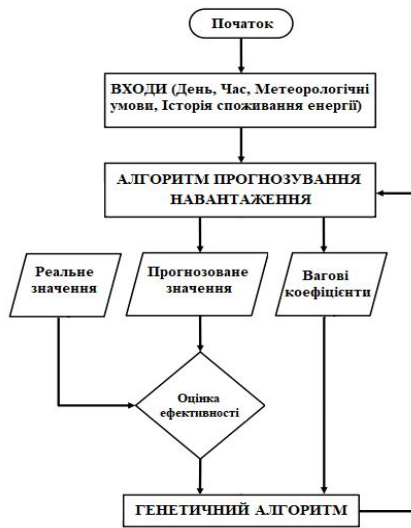 Початок
ВХОДИ (День, Час, Метеорологічні
умови, Історія споживання енергії)
АЛГОРИТМ ПРОГНОЗУВАННЯ
НАВАНТАЖЕННЯ
Реальне
значення
Прогнозоване
значення
Вагові
коефіцієнти
Оцінка
ефективності
ГЕНЕТИЧНИЙ АЛГОРИТМ